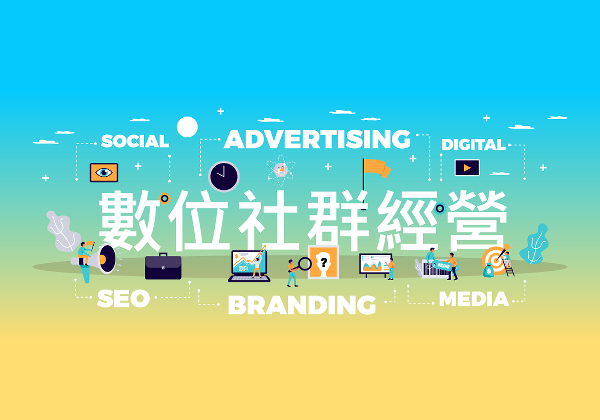 SOCIAL
ADVERTISING
DIGITAL
數位社群經營
SEO
BRANDING
MEDIA